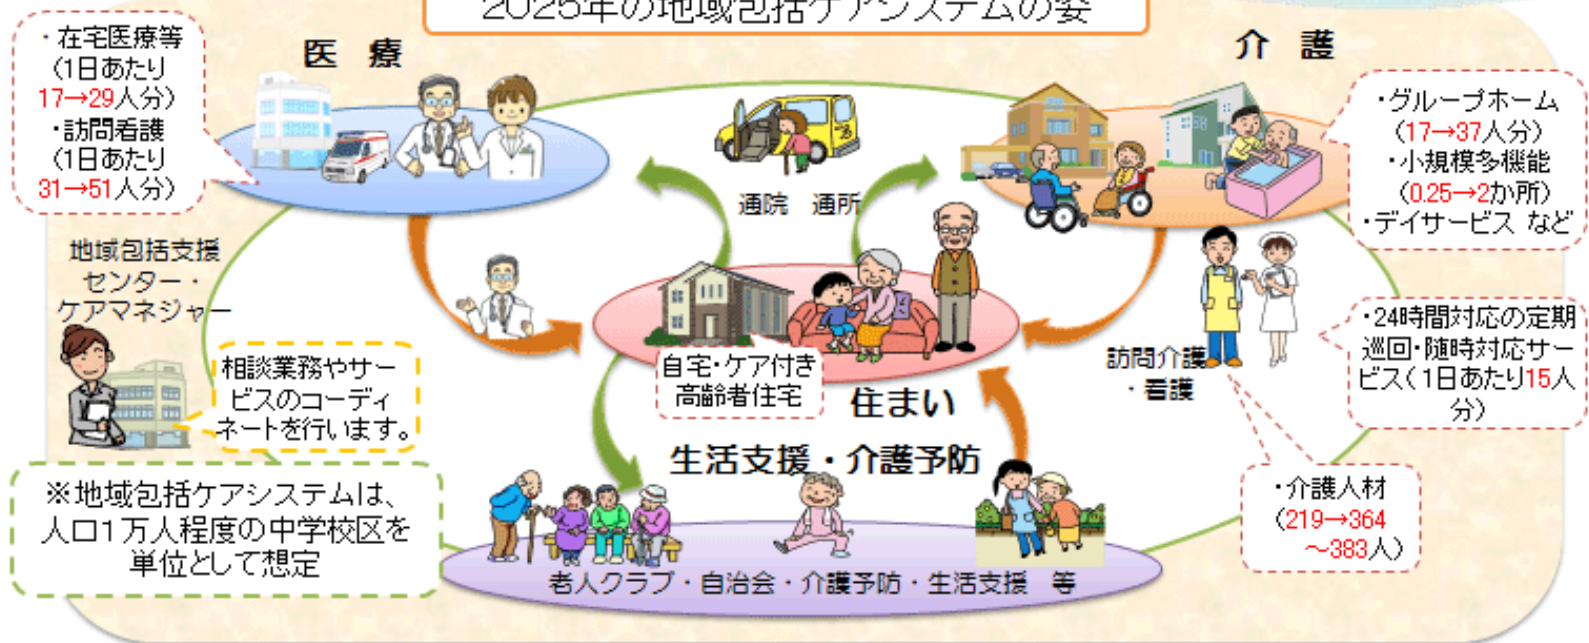 2025年の地域包括ケアシステムの姿
・在宅医療等
(1日あたり
17→29人分)
・訪問看護
(1日あたり
31→51人分)
医 療
介 護
・グループホーム
(17→37人分)
・小規模多機能
(0.25→2か所)
・デイサービス など
通院 通所
地域包括支援
センター・
ケアマネジャー
相談業務やサー
ビスのコーディ
ネートを行います。
自宅・ケア付き
高齢者住宅
住まい
訪問介護
・看護
・24時間対応の定期
巡回・随時対応サー
ビス(1日あたり15人
分)
・介護人材
(219→364
～383人)
生活支援・介護予防
※地域包括ケアシステムは、
人口1万人程度の中学校区を
単位として想定
老人クラブ・自治会・介護予防・生活支援 等